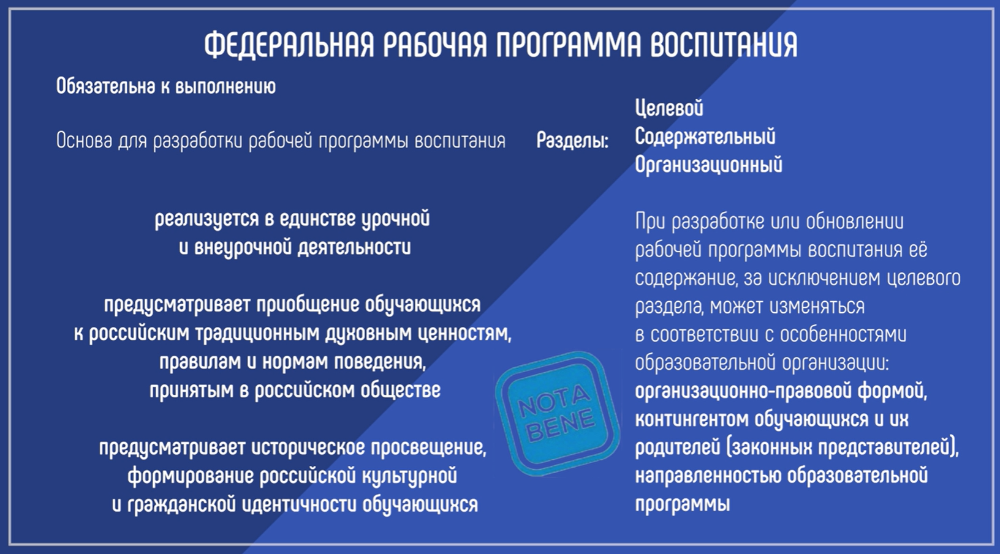 ФЕДЕРАЛЬНАЯ РАБОЧАЯ ПРОГРАММА ВОСПИТАНИЯ
Обязательна к выполнению
Основа для разработки рабочей программы воспитания
реализуется в единстве урочной
и внеурочной деятельности
предусматривает приобщение обучающихся
к российским традиционным духовным ценностям,
правилам и нормам поведения,
принятым в российском обществе
предусматривает историческое просвещение,
формирование российской культурной
и гражданской идентичности обучающихся
Разделы:
Целевой
Содержательный
Организационный
При разработке или обновлении
рабочей программы воспитания её
содержание, за исключением целевого
раздела, может изменяться
в соответствии с особенностями
образовательной организации:
организационно-правовой формой,
контингентом обучающихся и их
родителей (законных представителей),
направленностью образовательной
программы
NOTA
BENE